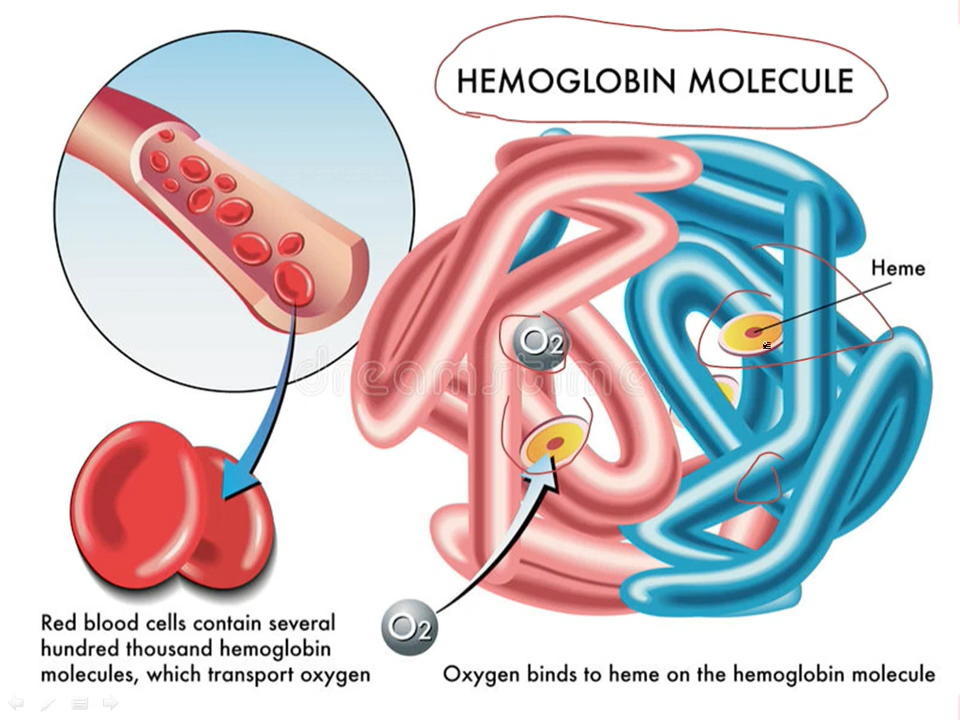 HEMOGLOBIN MOLECULE
Heme
O2
dreamstime
O2
Red blood cells contain several
hundred thousand hemoglobin
molecules, which transport oxygen
Oxygen binds to heme on the hemoglobin molecule